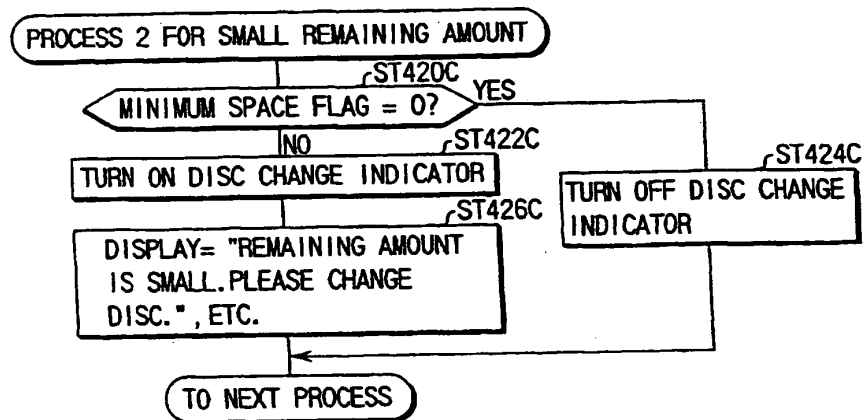 PROCESS 2 FOR SMALL REMAINING AMOUNT
ST420C
MINIMUM SPACE FLAG = 0?
YES
NO
ST422C
TURN ON DISC CHANGE INDICATOR
ST424C
TURN OFF DISC CHANGE
INDICATOR
ST426C
DISPLAY= "REMAINING AMOUNT
IS SMALL.PLEASE CHANGE
DISC.", ETC.
TO NEXT PROCESS